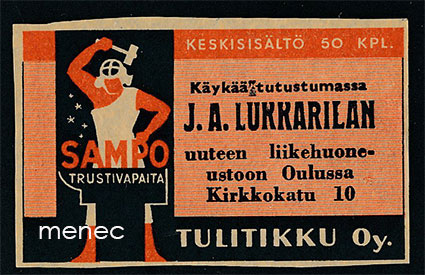 KESKISISÄLTÖ 50 KPL.
Käykää tutustumassa
J. A. LUKKARILAN
uuteen liikehuone-
ustoon Oulussa
Kirkkokatu 10
SAMPO
TRUSTIVAPAITA
menec
TULITIKKU Oy.